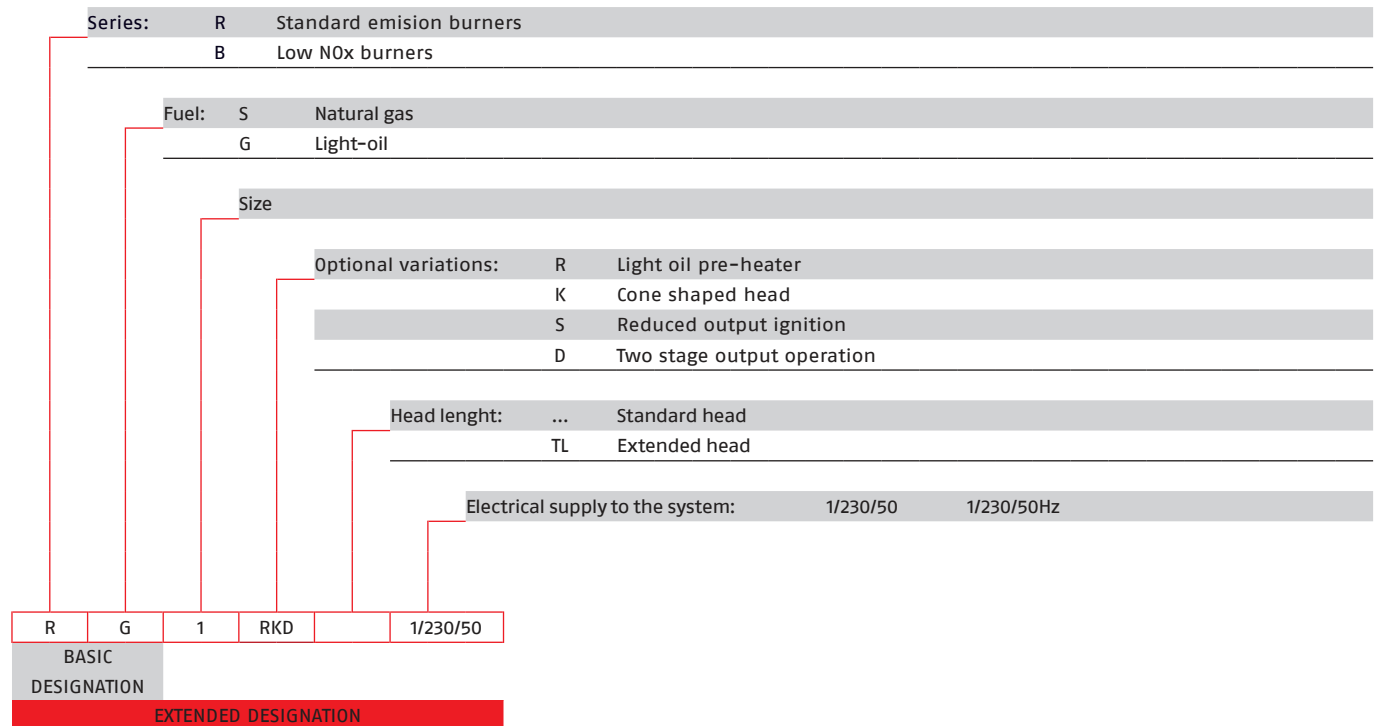 Series: R Standard emision burners
B Low NOx burners
Fuel: S Natural gas
G Light-oil
Size
Optional variations: R Light oil pre-heater
K Cone shaped head
S Reduced output ignition
D Two stage output operation
Head lenght: ... Standard head
TL Extended head
Electrical supply to the system: 1/230/50 1/230/50Hz
R G 1 RKD 1/230/50
BASIC
DESIGNATION
EXTENDED DESIGNATION